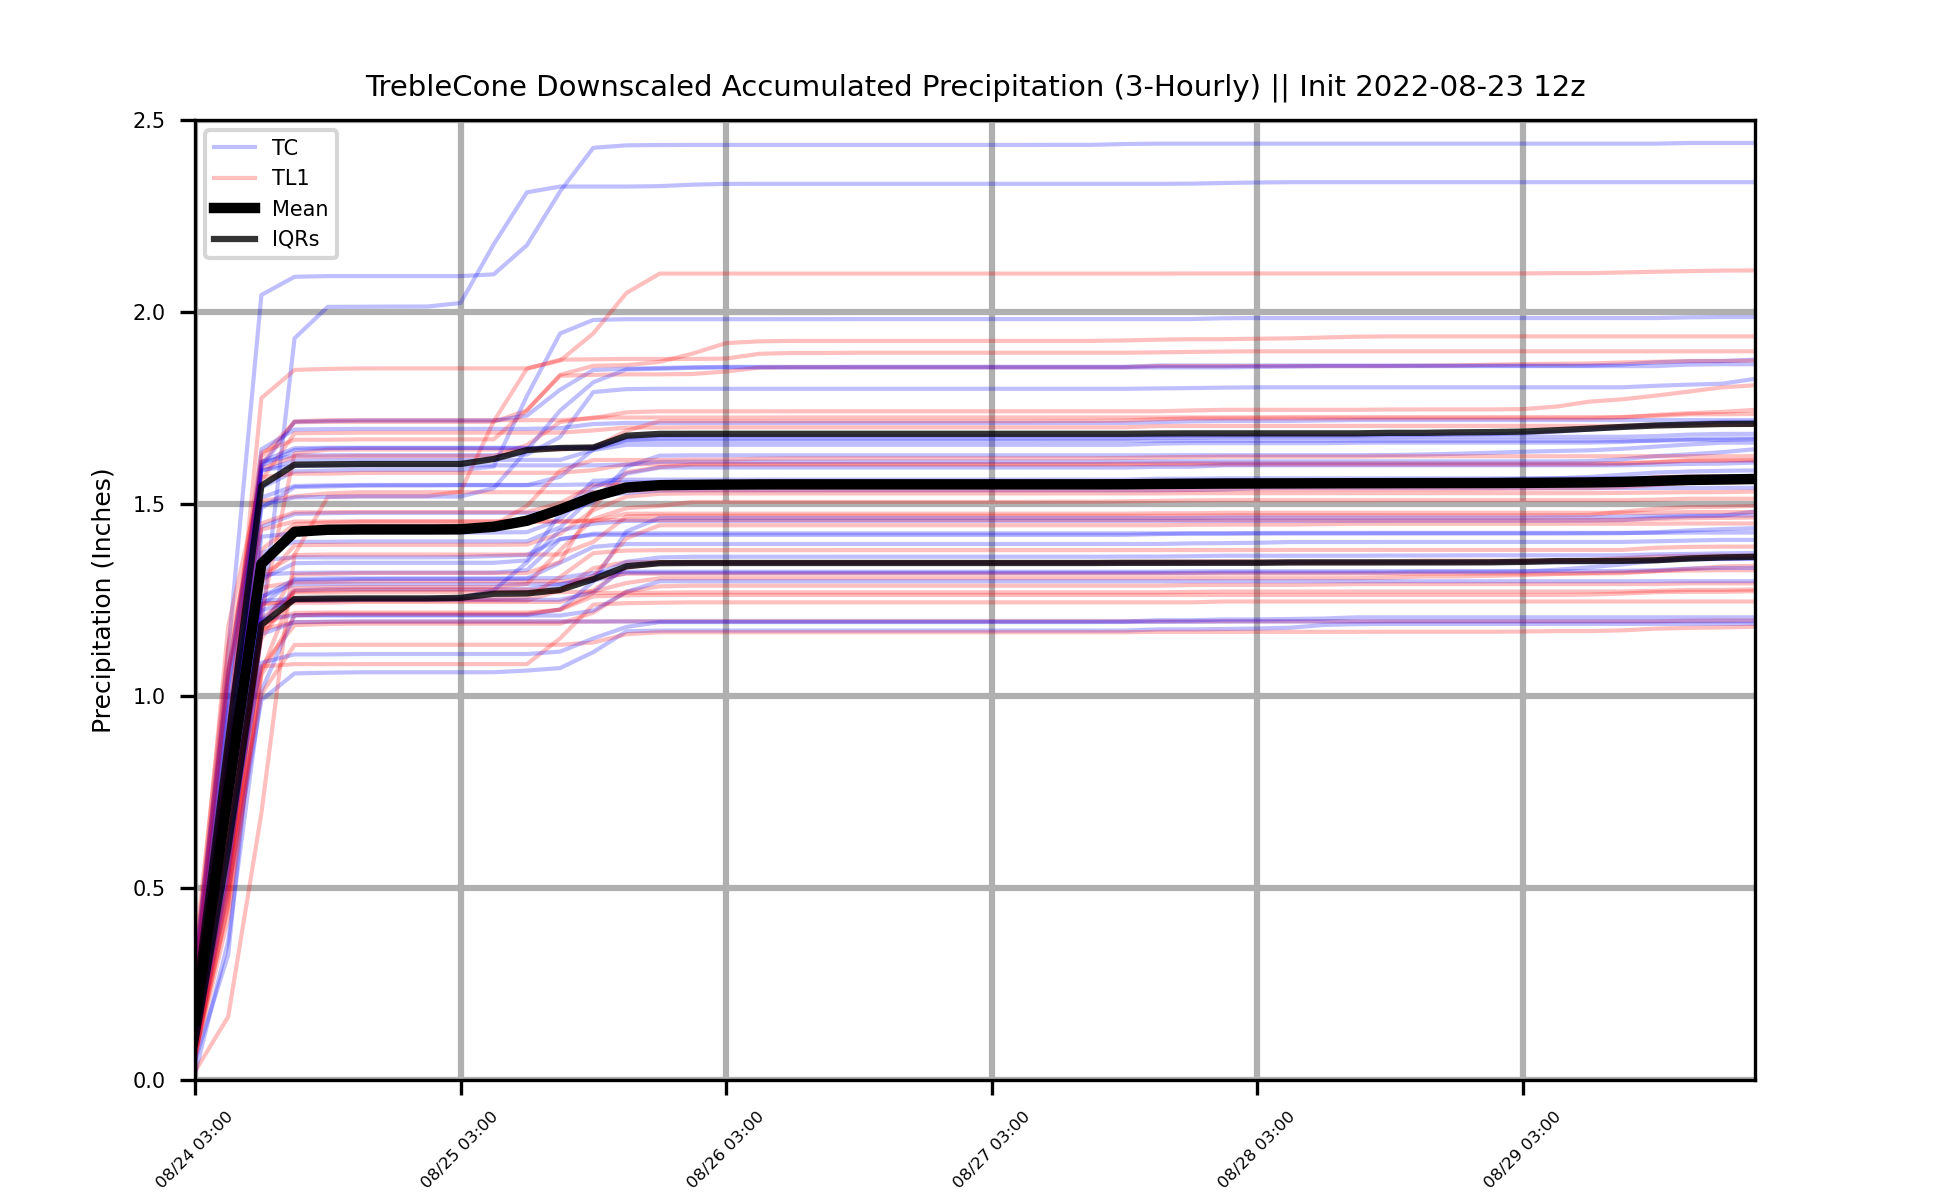 TrebleCone Downscaled Accumulated Precipitation (3-Hourly) || Init 2022-08-23 12z
TC
TL1
Mean
IQRs
Precipitation (Inches)
2.5
2.0
1.5
1.0
0.5
0.0
08/24 03:00
08/25 03:00
08/26 03:00
08/27 03:00
08/28 03:00
08/29 03:00